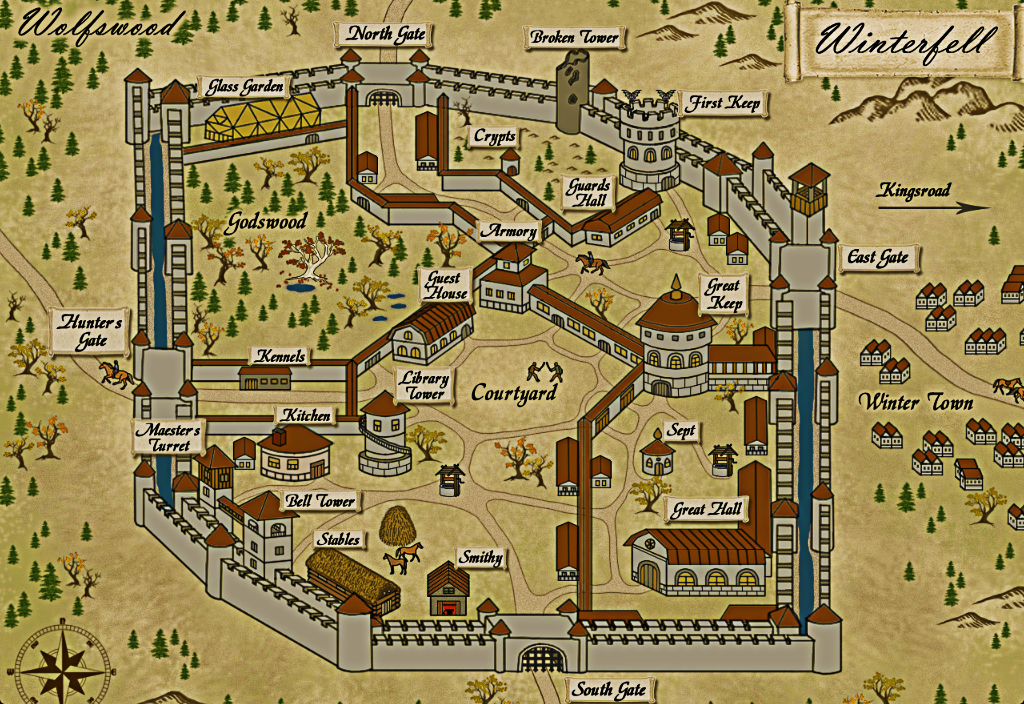 Wolfswood
North Gate
Broken Tower
Winterfell
Glass Garden
First Keep
Crypts
Guards
Hall
Kingsroad
Godswood
Armory
East Gate
Guest
House
Great
Keep
Hunter's
Gate
Kennels
Library
Tower
Courtyard
Winter Town
Kitchen
Maester's
Turret
Sept
Bell Tower
Great Hall
Stables
Smithy
South Gate